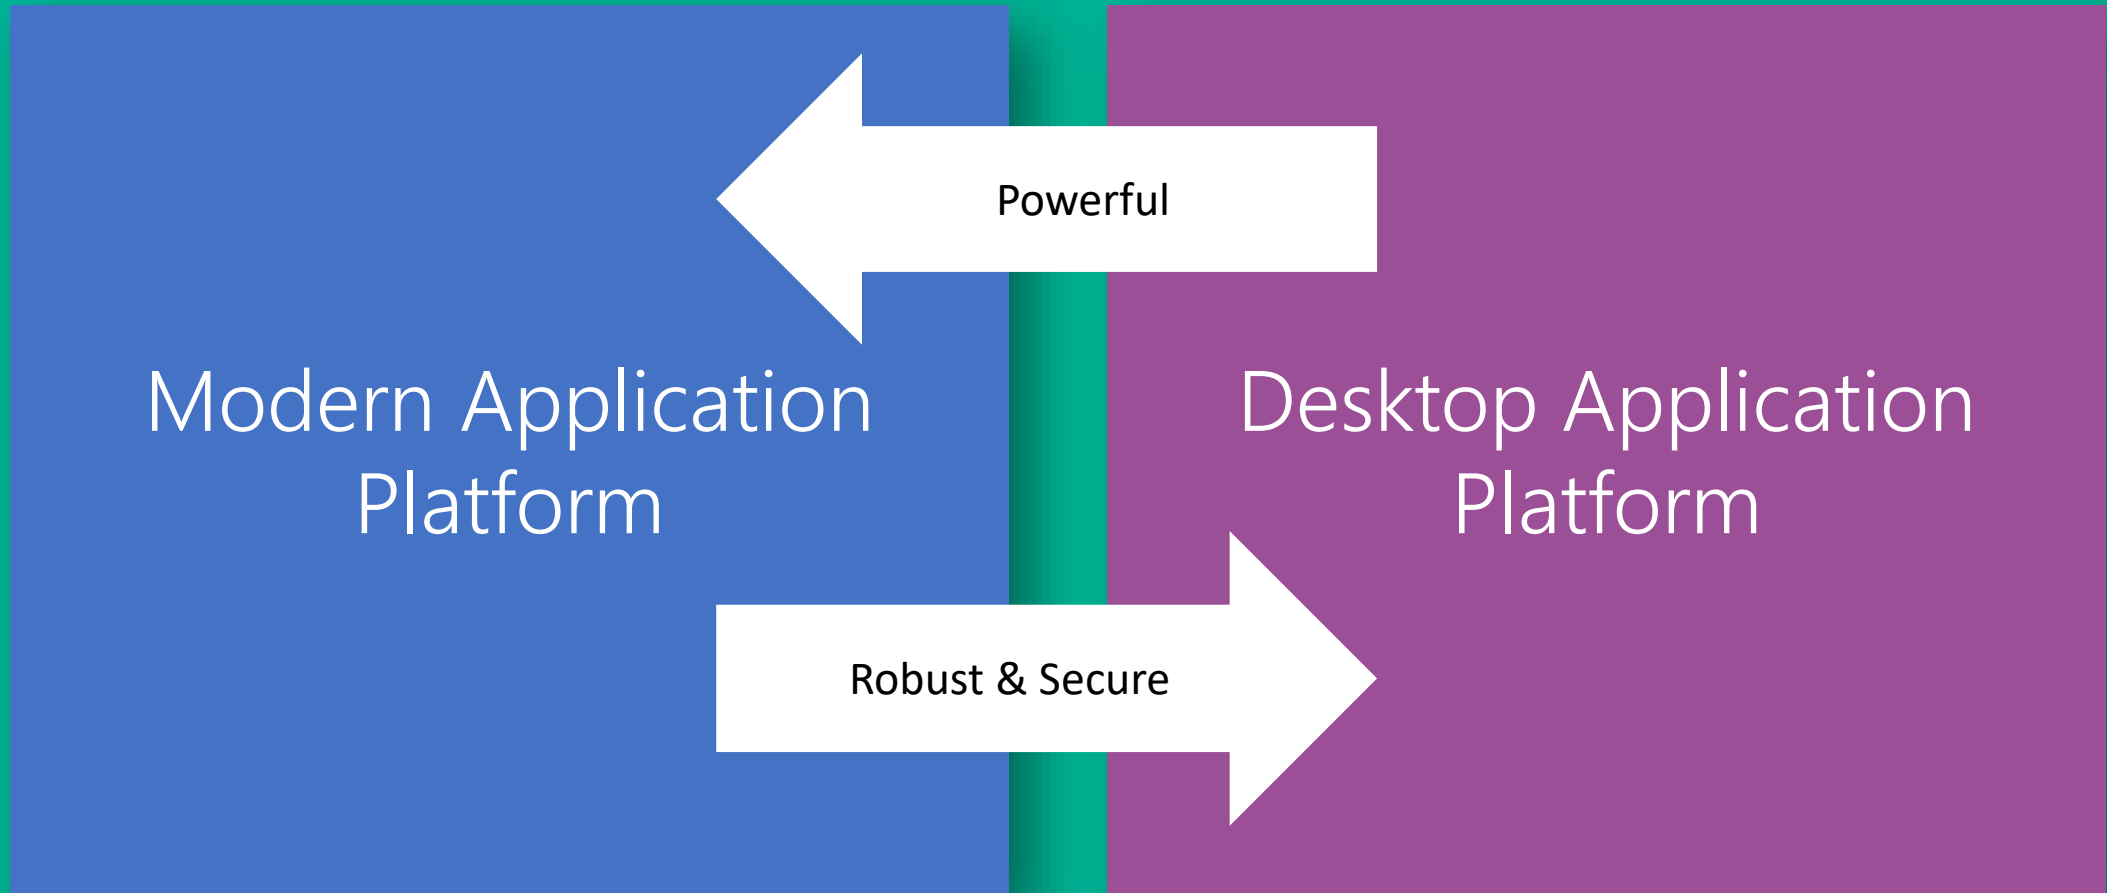 Powerful
Modern Application
Platform
Desktop Application
Platform
Robust & Secure